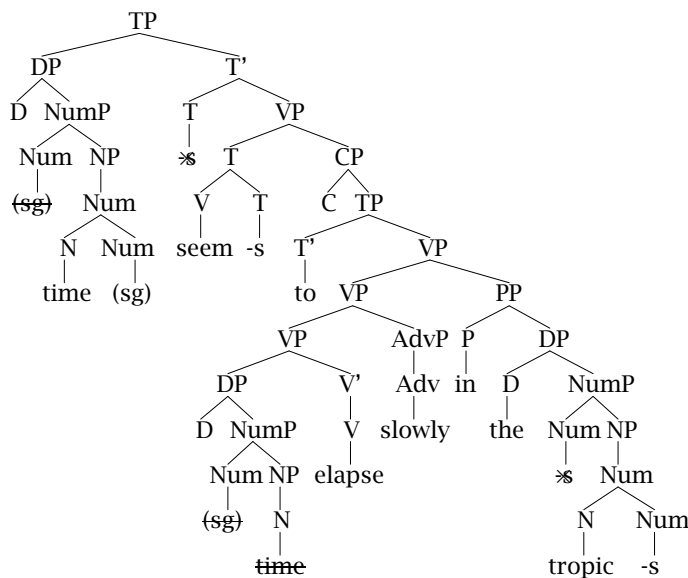 TP
DP T'
D NumP T VP
Num NP -s T CP
(sg) Num V T C TP
N Num seem -s T' VP
time (sg) to VP PP
VP AdvP P DP
DP V' Adv in D NumP
D NumP V slowly the Num NP
Num NP elapse -s Num
(sg) N N Num
time tropic -s